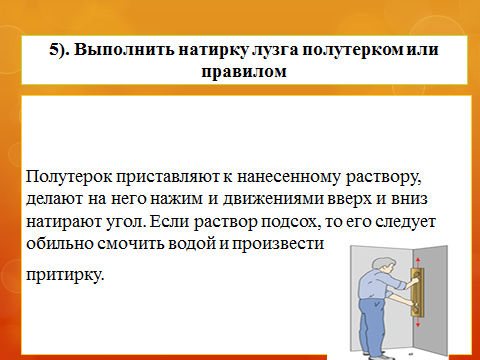 5). Выполнить натирку лузга полутерком или
правилом
Полутерок приставляют к нанесенному раствору,
делают на него нажим и движениями вверх и вниз
натирают угол. Если раствор подсох, то его следует
обильно смочить водой и произвести
притирку.